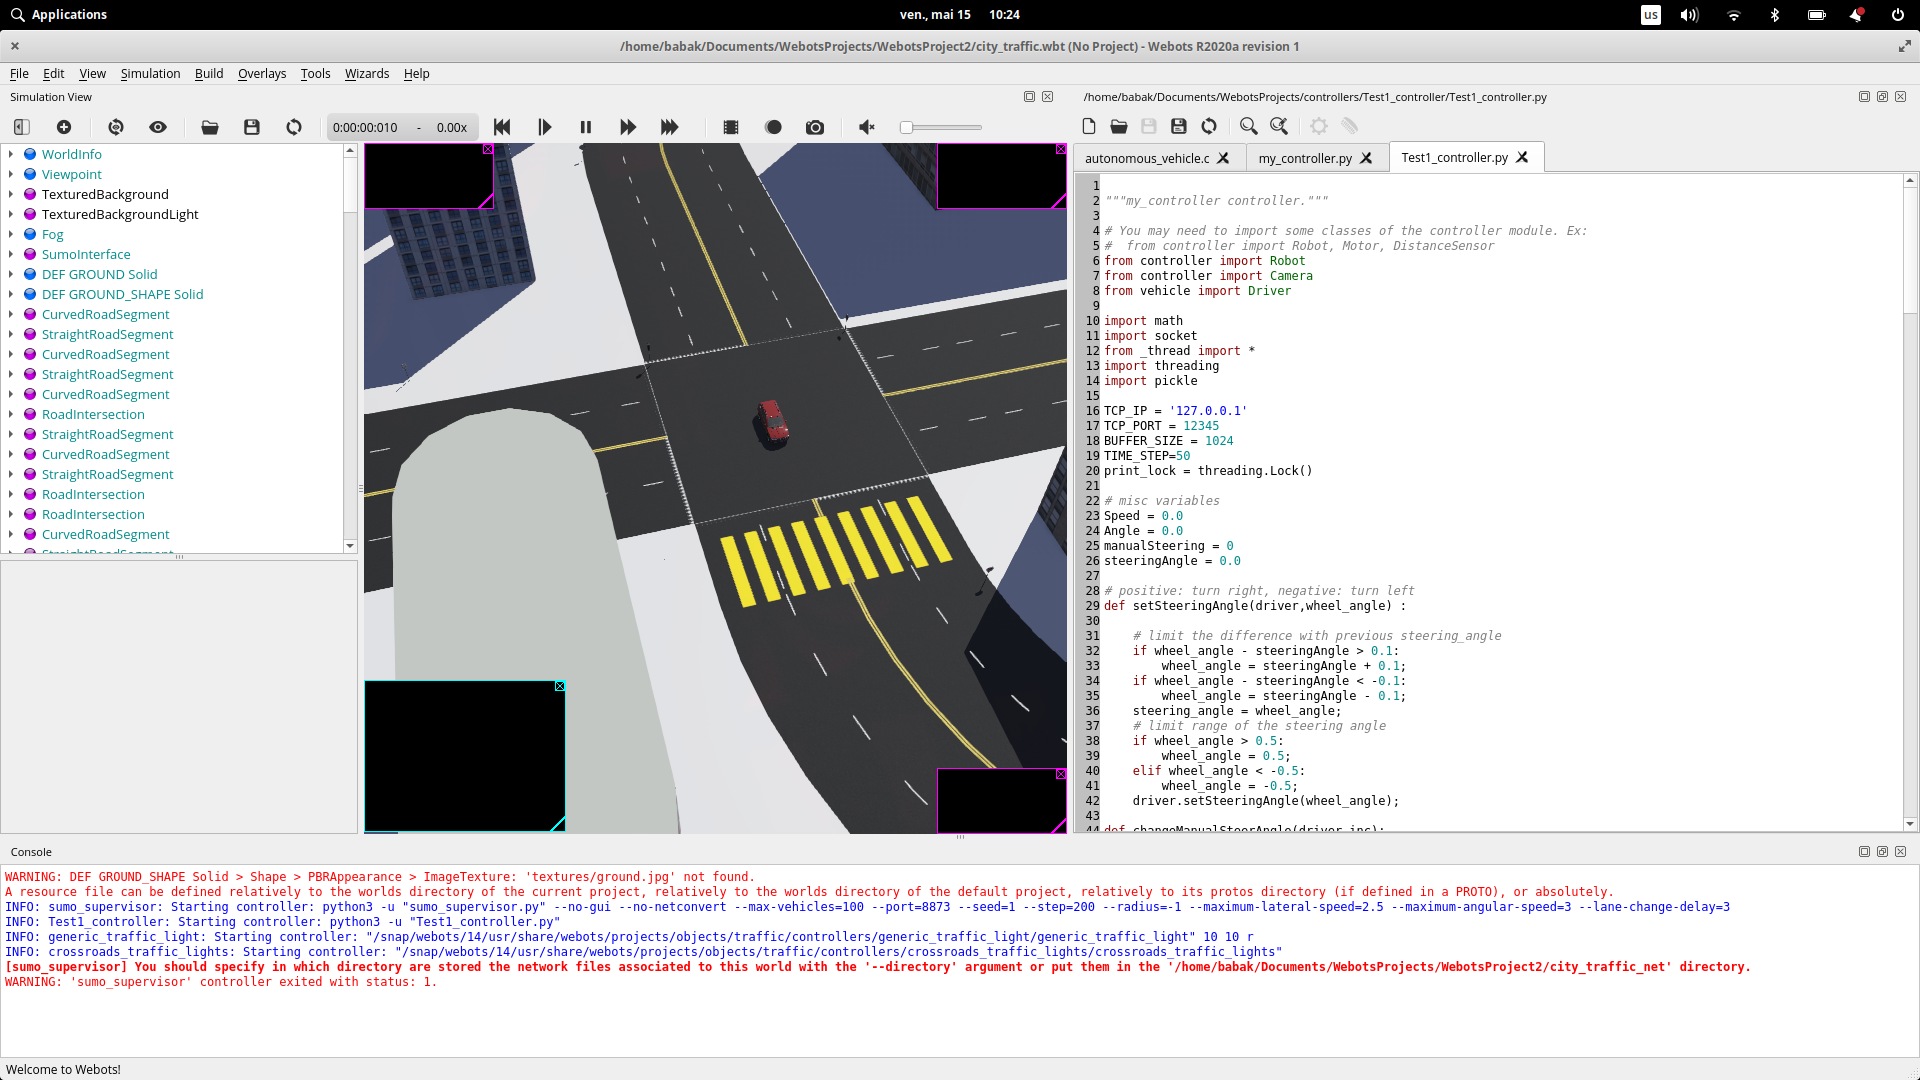 Applications
ven., mai 15 10:24
us
/home/babak/Documents/WebotsProjects/WebotsProject2/city_traffic.wbt (No Project) - Webots R2020a revision 1
File Edit View Simulation Build Overlays Tools Wizards Help
Simulation View
0:00:00:010 - 0.00x
WorldInfo
Viewpoint
TexturedBackground
TexturedBackgroundLight
Fog
SumoInterface
DEF GROUND Solid
DEF GROUND_SHAPE Solid
CurvedRoadSegment
StraightRoadSegment
CurvedRoadSegment
StraightRoadSegment
CurvedRoadSegment
RoadIntersection
StraightRoadSegment
CurvedRoadSegment
StraightRoadSegment
RoadIntersection
RoadIntersection
CurvedRoadSegment
StraightRoadSegment
/home/babak/Documents/WebotsProjects/controllers/Test1_controller/Test1_controller.py
autonomous_vehicle.c my_controller.py Test1_controller.py
1
2 """my_controller controller."""
3
4 # You may need to import some classes of the controller module. Ex:
5 #  from controller import Robot, Motor, DistanceSensor
6 from controller import Robot
7 from controller import Camera
8 from vehicle import Driver
9
10 import math
11 import socket
12 from _thread import *
13 import threading
14 import pickle
15
16 TCP_IP = '127.0.0.1'
17 TCP_PORT = 12345
18 BUFFER_SIZE = 1024
19 TIME_STEP=50
20 print_lock = threading.Lock()
21
22 # misc variables
23 Speed = 0.0
24 Angle = 0.0
25 manualSteering = 0
26 steeringAngle = 0.0
27
28 # positive: turn right, negative: turn left
29 def setSteeringAngle(driver,wheel_angle) :
30
31     # limit the difference with previous steering_angle
32     if wheel_angle - steeringAngle > 0.1:
33         wheel_angle = steeringAngle + 0.1;
34     if wheel_angle - steeringAngle < -0.1:
35         wheel_angle = steeringAngle - 0.1;
36     steering_angle = wheel_angle;
37     # limit range of the steering angle
38     if wheel_angle > 0.5:
39         wheel_angle = 0.5;
40     elif wheel_angle < -0.5:
41         wheel_angle = -0.5;
42     driver.setSteeringAngle(wheel_angle);
43
44 def changeManualSteerAngle(driver,inc):
Console
WARNING: DEF GROUND_SHAPE Solid > Shape > PBRAppearance > ImageTexture: 'textures/ground.jpg' not found.
A resource file can be defined relatively to the worlds directory of the current project, relatively to the worlds directory of the default project, relatively to its protos directory (if defined in a PROTO), or absolutely.
INFO: sumo_supervisor: Starting controller: python3 -u "sumo_supervisor.py" --no-gui --no-netconvert --max-vehicles=100 --port=8873 --seed=1 --step=200 --radius=-1 --maximum-lateral-speed=2.5 --maximum-angular-speed=3 --lane-change-delay=3
INFO: Test1_controller: Starting controller: python3 -u "Test1_controller.py"
INFO: generic_traffic_light: Starting controller: "/snap/webots/14/usr/share/webots/projects/objects/traffic/controllers/generic_traffic_light/generic_traffic_light" 10 10 r
INFO: crossroads_traffic_lights: Starting controller: "/snap/webots/14/usr/share/webots/projects/objects/traffic/controllers/crossroads_traffic_lights/crossroads_traffic_lights"
[sumo_supervisor] You should specify in which directory are stored the network files associated to this world with the '--directory' argument or put them in the '/home/babak/Documents/WebotsProjects/WebotsProject2/city_traffic_net' directory.
WARNING: 'sumo_supervisor' controller exited with status: 1.
Welcome to Webots!